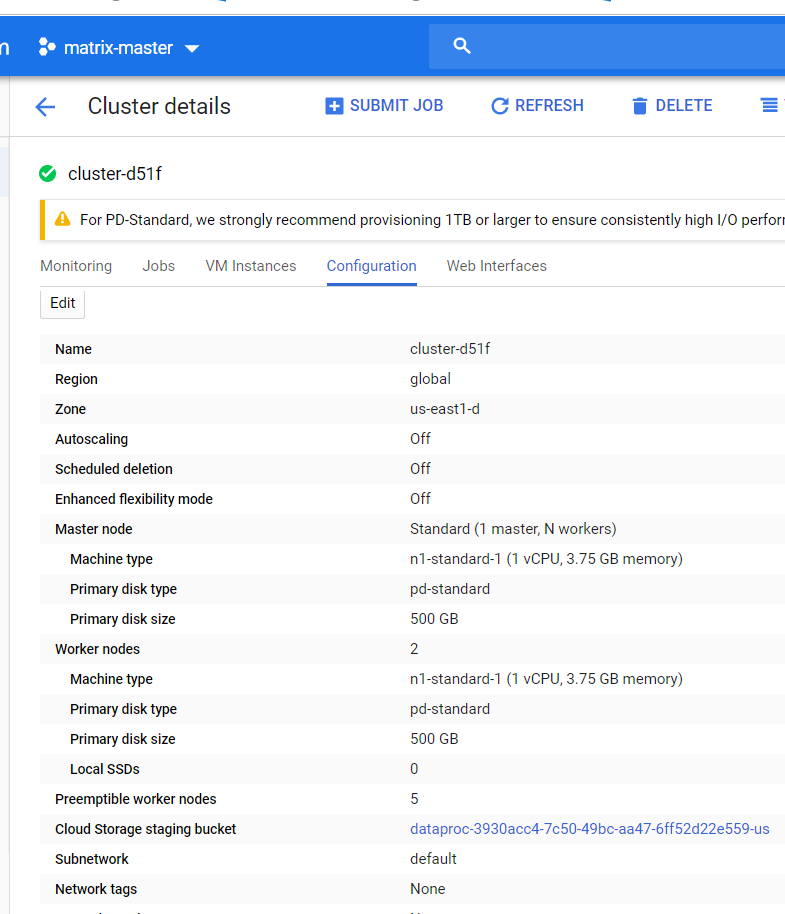 matrix-master
Cluster details SUBMIT JOB REFRESH DELETE
cluster-d51f
For PD-Standard, we strongly recommend provisioning 1TB or larger to ensure consistently high I/O perfor
Monitoring Jobs VM Instances Configuration Web Interfaces
Edit
Name cluster-d51f
Region global
Zone us-east1-d
Autoscaling Off
Scheduled deletion Off
Enhanced flexibility mode Off
Master node Standard (1 master, N workers)
Machine type n1-standard-1 (1 vCPU, 3.75 GB memory)
Primary disk type pd-standard
Primary disk size 500 GB
Worker nodes 2
Machine type n1-standard-1 (1 vCPU, 3.75 GB memory)
Primary disk type pd-standard
Primary disk size 500 GB
Local SSDs 0
Preemptible worker nodes 5
Cloud Storage staging bucket dataproc-3930acc4-7c50-49bc-aa47-6ff52d22e559-us
Subnetwork default
Network tags None